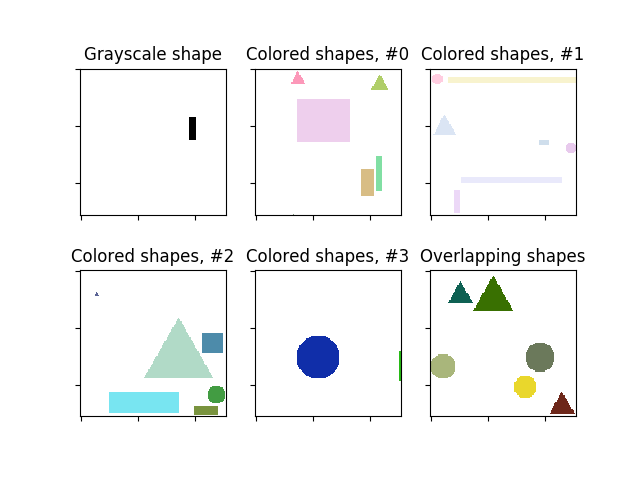 Grayscale shape
Colored shapes, #0
Colored shapes, #1
Colored shapes, #2
Colored shapes, #3
Overlapping shapes